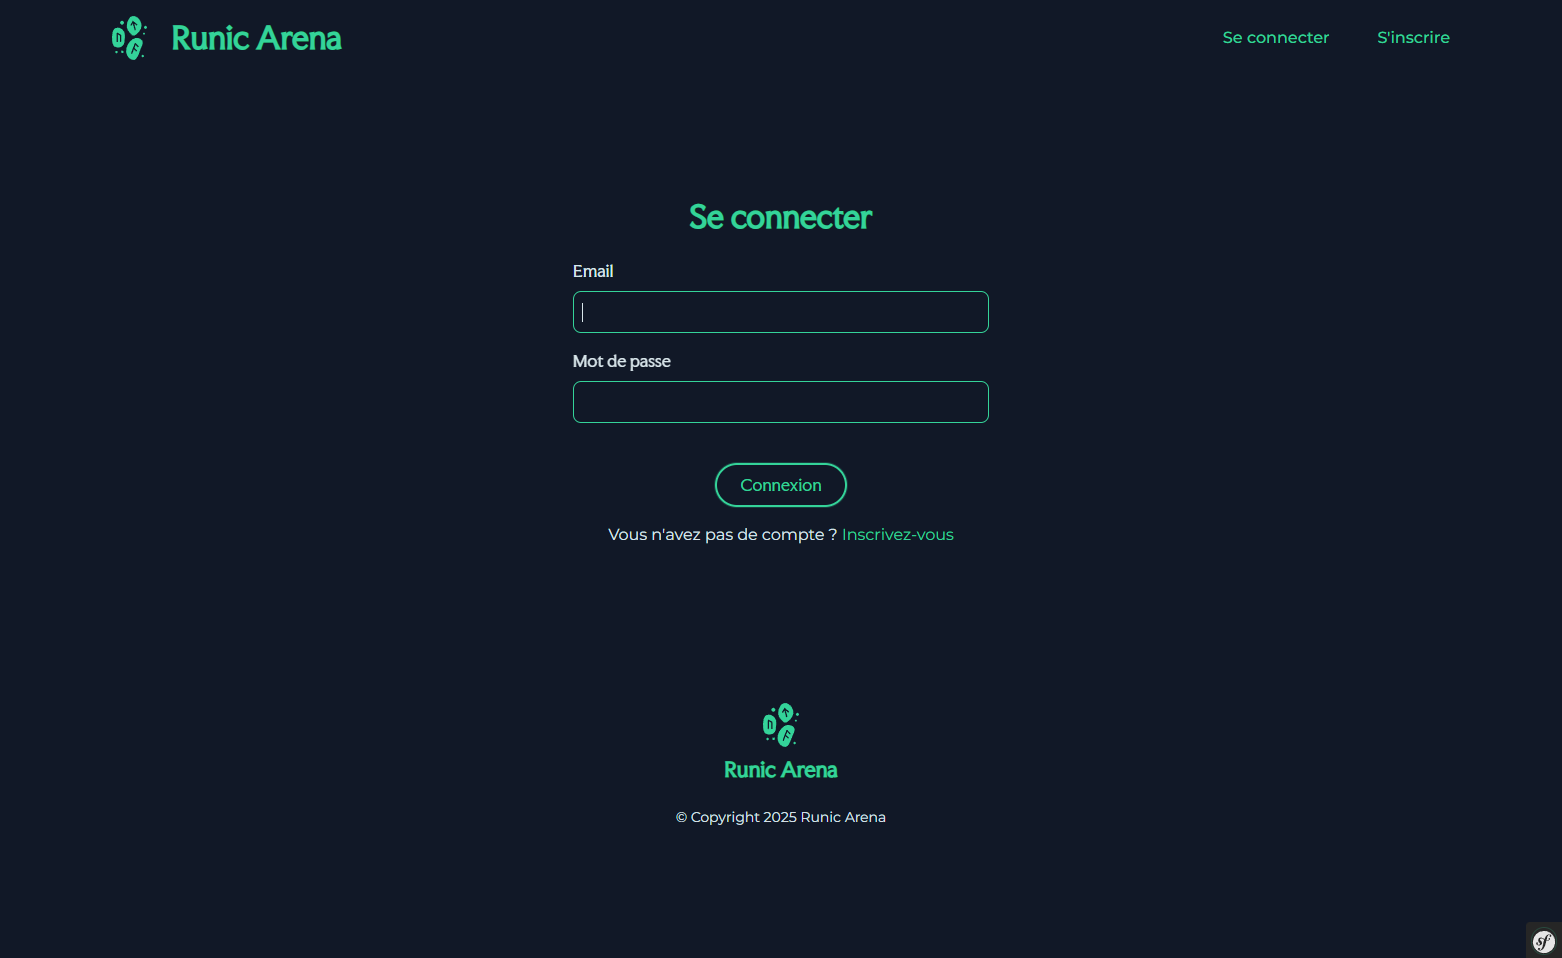 Runic Arena
Se connecter
S'inscrire
Se connecter
Email
Mot de passe
Connexion
Vous n'avez pas de compte ? Inscrivez-vous
Runic Arena
© Copyright 2025 Runic Arena
sf